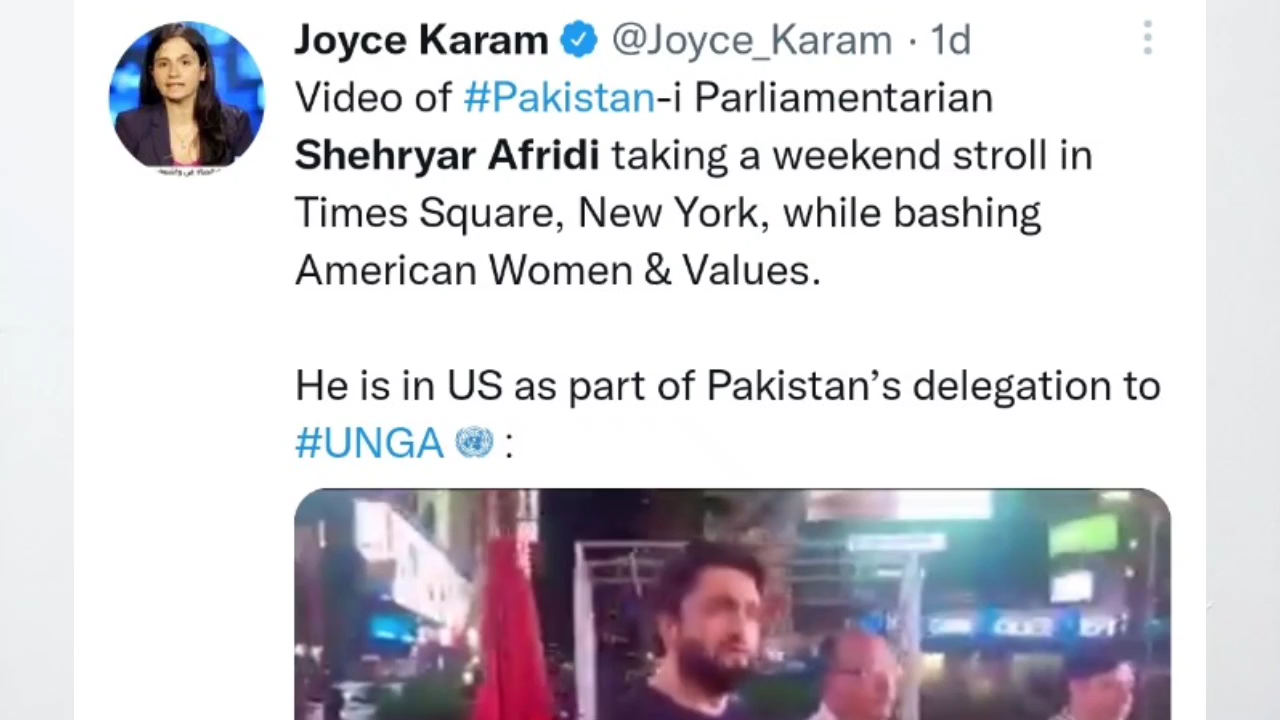 Joyce Karam @Joyce_Karam · 1d
Video of #Pakistan-i Parliamentarian
Shehryar Afridi taking a weekend stroll in
Times Square, New York, while bashing
American Women & Values.
He is in US as part of Pakistan’s delegation to
#UNGA :